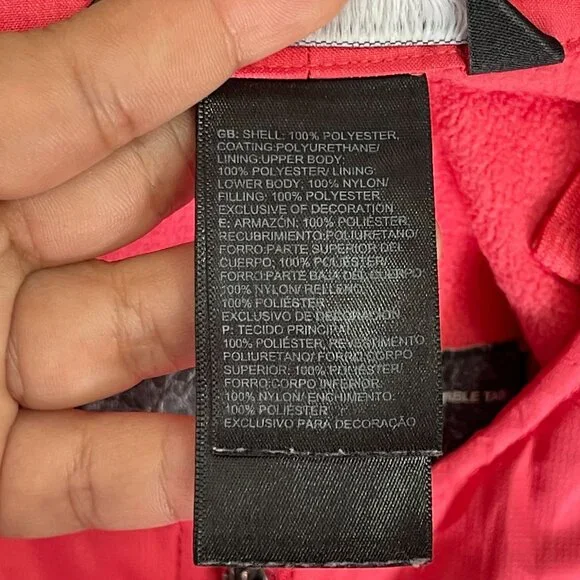 GB: SHELL: 100% POLYESTER,
COATING:POLYURETHANE/
LINING:UPPER BODY;
100% POLYESTER/ LINING:
LOWER BODY; 100% NYLON/
FILLING: 100% POLYESTER
EXCLUSIVE OF DECORATION
E: ARMAZÓN: 100% POLIÉSTER,
RECUBRIMIENTO:POLIURETANO/
FORRO:PARTE SUPERIOR DEL
CUERPO; 100% POLIÉSTER/
FORRO:PARTE BAJA DEL CUERPO
100% NYLON/ RELLENO:
100% POLIÉSTER
EXCLUSIVO DE DECORACIÓN
P: TECIDO PRINCIPAL:
100% POLIÉSTER, REVESTIMENTO
POLIURETANO/ FORRO:CORPO
SUPERIOR; 100% POLIÉSTER/
FORRO:CORPO INFERIOR.
100% NYLON/ ENCHIMENTO:
100% POLIÉSTER
EXCLUSIVO PARA DECORAÇÃO